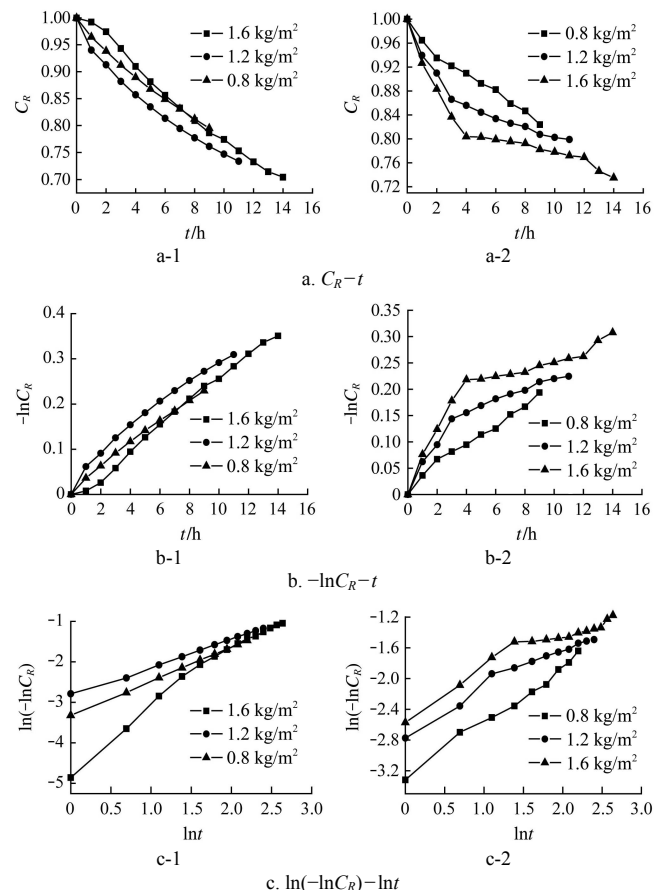 1.00
0.95
0.90
0.85
0.80
0.75
0.70
C_R
1.6 kg/m²
1.2 kg/m²
0.8 kg/m²
0 2 4 6 8 10 12 14 16
t/h
a-1
1.00
0.96
0.92
0.88
0.84
0.80
0.76
0.72
C_R
0.8 kg/m²
1.2 kg/m²
1.6 kg/m²
0 2 4 6 8 10 12 14 16
t/h
a-2
a. C_R−t
0.4
0.3
0.2
0.1
0
−lnC_R
1.6 kg/m²
1.2 kg/m²
0.8 kg/m²
0 2 4 6 8 10 12 14 16
t/h
b-1
0.35
0.30
0.25
0.20
0.15
0.10
0.05
0
−lnC_R
0.8 kg/m²
1.2 kg/m²
1.6 kg/m²
0 2 4 6 8 10 12 14 16
t/h
b-2
b. −lnC_R−t
-1
-2
-3
-4
-5
ln(−lnC_R)
1.6 kg/m²
1.2 kg/m²
0.8 kg/m²
0 0.5 1.0 1.5 2.0 2.5 3.0
lnt
c-1
-1.2
-1.6
-2.0
-2.4
-2.8
-3.2
ln(−lnC_R)
0.8 kg/m²
1.2 kg/m²
1.6 kg/m²
0 0.5 1.0 1.5 2.0 2.5 3.0
lnt
c-2
c. ln(−lnC_R)−lnt